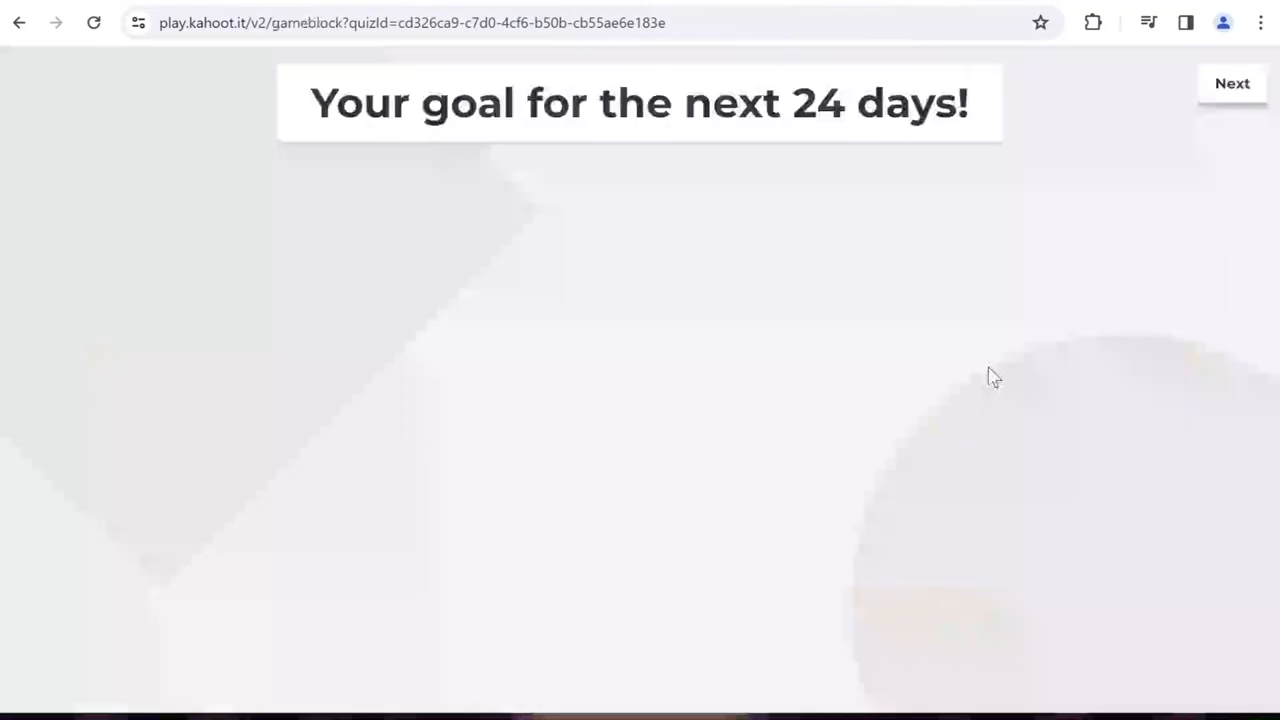 play.kahoot.it/v2/gameblock?quizId=cd326ca9-c7d0-4cf6-b50b-cb55ae6e183e
Your goal for the next 24 days!
Next